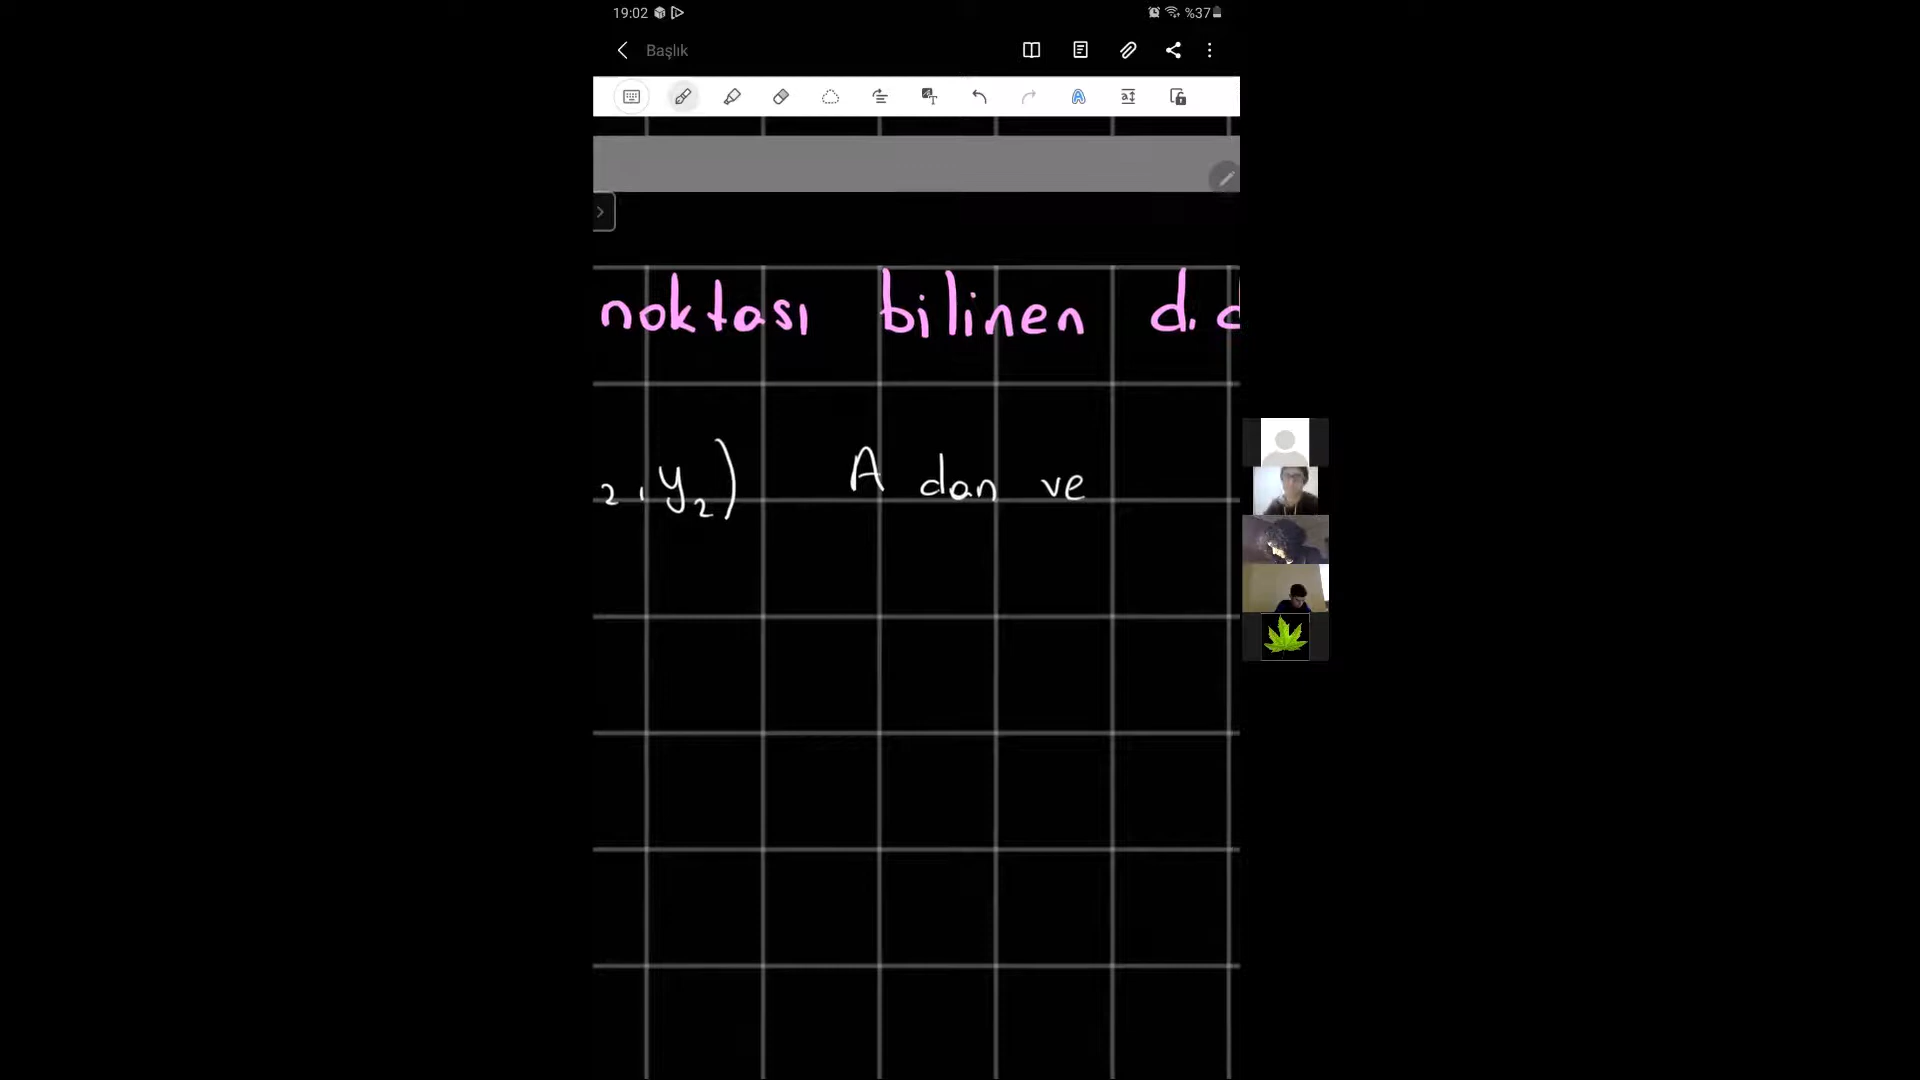 19:02 %37
Başlık
noktası bilinen d.
₂, y₂) A dan ve